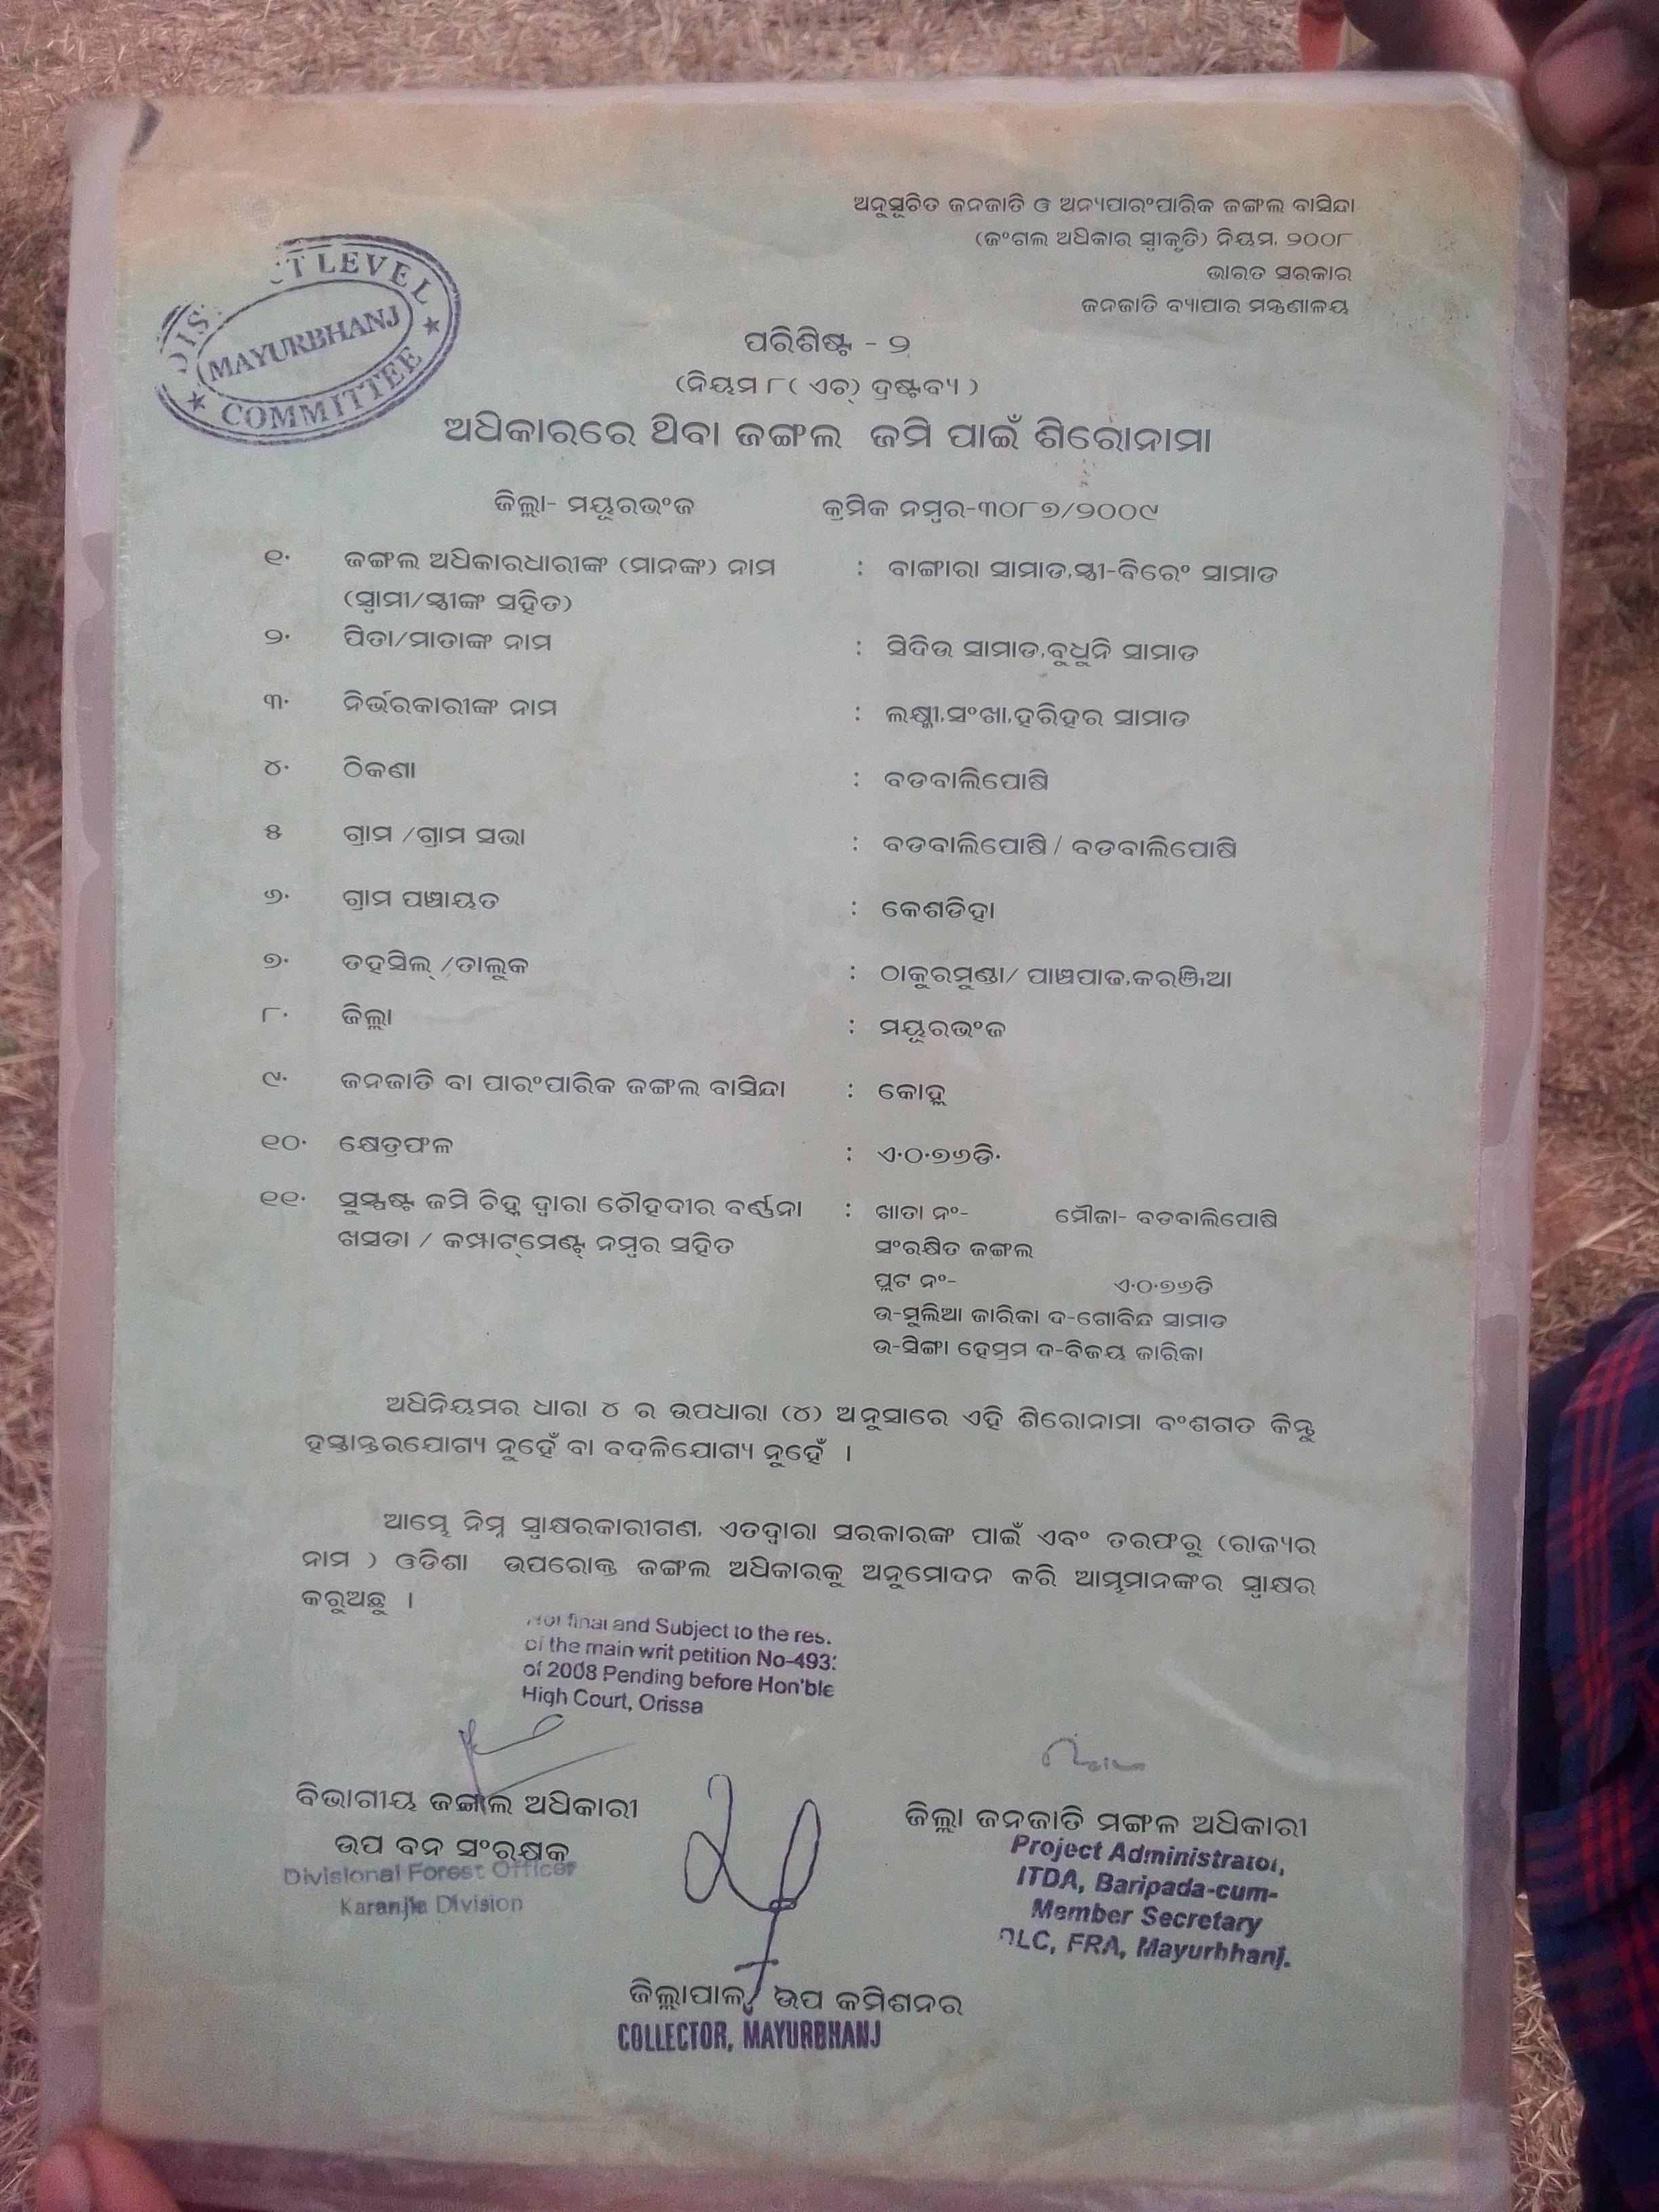 ଅନୁସୂଚିତ ଜନଜାତି ଓ ଅନ୍ୟପାରଂପାରିକ ଜଙ୍ଗଲ ବାସିନ୍ଦା
(ଜଂଗଲ ଅଧିକାର ସ୍ୱୀକୃତି) ନିୟମ, ୨୦୦୮
ଭାରତ ସରକାର
ଜନଜାତି ବ୍ୟାପାର ମନ୍ତ୍ରଣାଳୟ
LEVEL
MAYURBHANJ
COMMITTEE
ପରିଶିଷ୍ଟ - ୨
(ନିୟମ ୮( ଏଚ୍) ଦ୍ରଷ୍ଟବ୍ୟ )
ଅଧିକାରରେ ଥିବା ଜଙ୍ଗଲ ଜମି ପାଇଁ ଶିରୋନାମା
ଜିଲ୍ଲା- ମୟୂରଭଂଜ କ୍ରମିକ ନମ୍ବର-୩୦୮୭/୨୦୦୯
୧. ଜଙ୍ଗଲ ଅଧିକାରଧାରୀଙ୍କ (ମାନଙ୍କ) ନାମ : ବାଙ୍ଗାରା ସାମାଡ,ସ୍ତ୍ରୀ-ବିରେଂ ସାମାଡ
(ସ୍ୱାମୀ/ସ୍ତ୍ରୀଙ୍କ ସହିତ)
୨. ପିତା/ମାତାଙ୍କ ନାମ : ସିଦିଉ ସାମାଡ,ବୁଧୁନି ସାମାଡ
୩. ନିର୍ଭରକାରୀଙ୍କ ନାମ : ଲକ୍ଷ୍ମୀ,ସଂଖା,ହରିହର ସାମାଡ
୪. ଠିକଣା : ବଡବାଲିପୋଷି
୫ ଗ୍ରାମ /ଗ୍ରାମ ସଭା : ବଡବାଲିପୋଷି / ବଡବାଲିପୋଷି
୬. ଗ୍ରାମ ପଞ୍ଚାୟତ : କେଶଡିହା
୭. ତହସିଲ୍ /ତାଲୁକ : ଠାକୁରମୁଣ୍ଡା/ ପାଞ୍ଚପାଢ,କରଞ୍ଜିଆ
୮. ଜିଲ୍ଲା : ମୟୂରଭଂଜ
୯. ଜନଜାତି ବା ପାରଂପାରିକ ଜଙ୍ଗଲ ବାସିନ୍ଦା : କୋହ୍ଲ
୧୦. କ୍ଷେତ୍ରଫଳ : ଏ.୦.୭୬ଡି.
୧୧. ସୁସ୍ପଷ୍ଟ ଜମି ଚିହ୍ନ ଦ୍ୱାରା ଚୌହଦୀର ବର୍ଣ୍ଣନା : ଖାତା ନଂ- ମୌଜା- ବଡବାଲିପୋଷି
ଖସଡା / କମ୍ପାଟ୍‌ମେଣ୍ଟ୍ ନମ୍ବର ସହିତ ସଂରକ୍ଷିତ ଜଙ୍ଗଲ
ପ୍ଲଟ ନଂ- ଏ.୦.୭୬ଡି
ଉ-ମୁଲିଆ ଜାରିକା ଦ-ଗୋବିନ୍ଦ ସାମାଡ
ଉ-ସିଙ୍ଗା ହେମ୍ରମ ଦ-ବିଜୟ ଜାରିକା
ଅଧିନିୟମର ଧାରା ୪ ର ଉପଧାରା (୪) ଅନୁସାରେ ଏହି ଶିରୋନାମା ବଂଶଗତ କିନ୍ତୁ
ହସ୍ତାନ୍ତରଯୋଗ୍ୟ ନୁହେଁ ବା ବଦଳିଯୋଗ୍ୟ ନୁହେଁ ।
ଆମ୍ଭେ ନିମ୍ନ ସ୍ୱାକ୍ଷରକାରୀଗଣ, ଏତଦ୍ୱାରା ସରକାରଙ୍କ ପାଇଁ ଏବଂ ତରଫରୁ (ରାଜ୍ୟର
ନାମ ) ଓଡିଶା ଉପରୋକ୍ତ ଜଙ୍ଗଲ ଅଧିକାରକୁ ଅନୁମୋଦନ କରି ଆମ୍ଭମାନଙ୍କର ସ୍ୱାକ୍ଷର
କରୁଅଛୁ ।
Not final and Subject to the
of the main writ petition
of 2008 Pending before Hon'ble
High Court, Orissa
ବିଭାଗୀୟ ଜଙ୍ଗଲ ଅଧିକାରୀ
ଉପ ବନ ସଂରକ୍ଷକ
Divisional Forest Officer
Karanjia Division
ଜିଲ୍ଲା ଜନଜାତି ମଙ୍ଗଳ ଅଧିକାରୀ
Project Administrator,
ITDA, Baripada-cum-
Member Secretary
DLC, FRA, Mayurbhanj.
ଜିଲ୍ଲାପାଳ/ ଉପ କମିଶନର
COLLECTOR, MAYURBHANJ